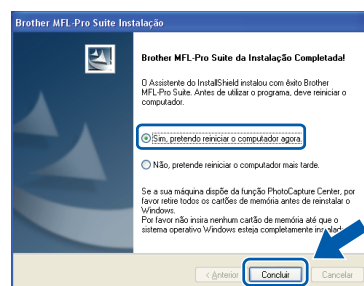 Brother MFL-Pro Suite Instalação
Brother MFL-Pro Suite da Instalação Completada!
O Assistente do InstallShield instalou com êxito Brother
MFL-Pro Suite. Antes de utilizar o programa, deve reiniciar o
computador.
Sim, pretendo reiniciar o computador agora.
Não, pretendo reiniciar o computador mais tarde.
Se a sua máquina dispõe da função PhotoCapture Center, por
favor retire todos os cartões de memória antes de reinstalar o
Windows.
Por favor não insira nenhum cartão de memória até que o
sistema operativo Windows esteja completamente
< Anterior
Concluir
Cancelar